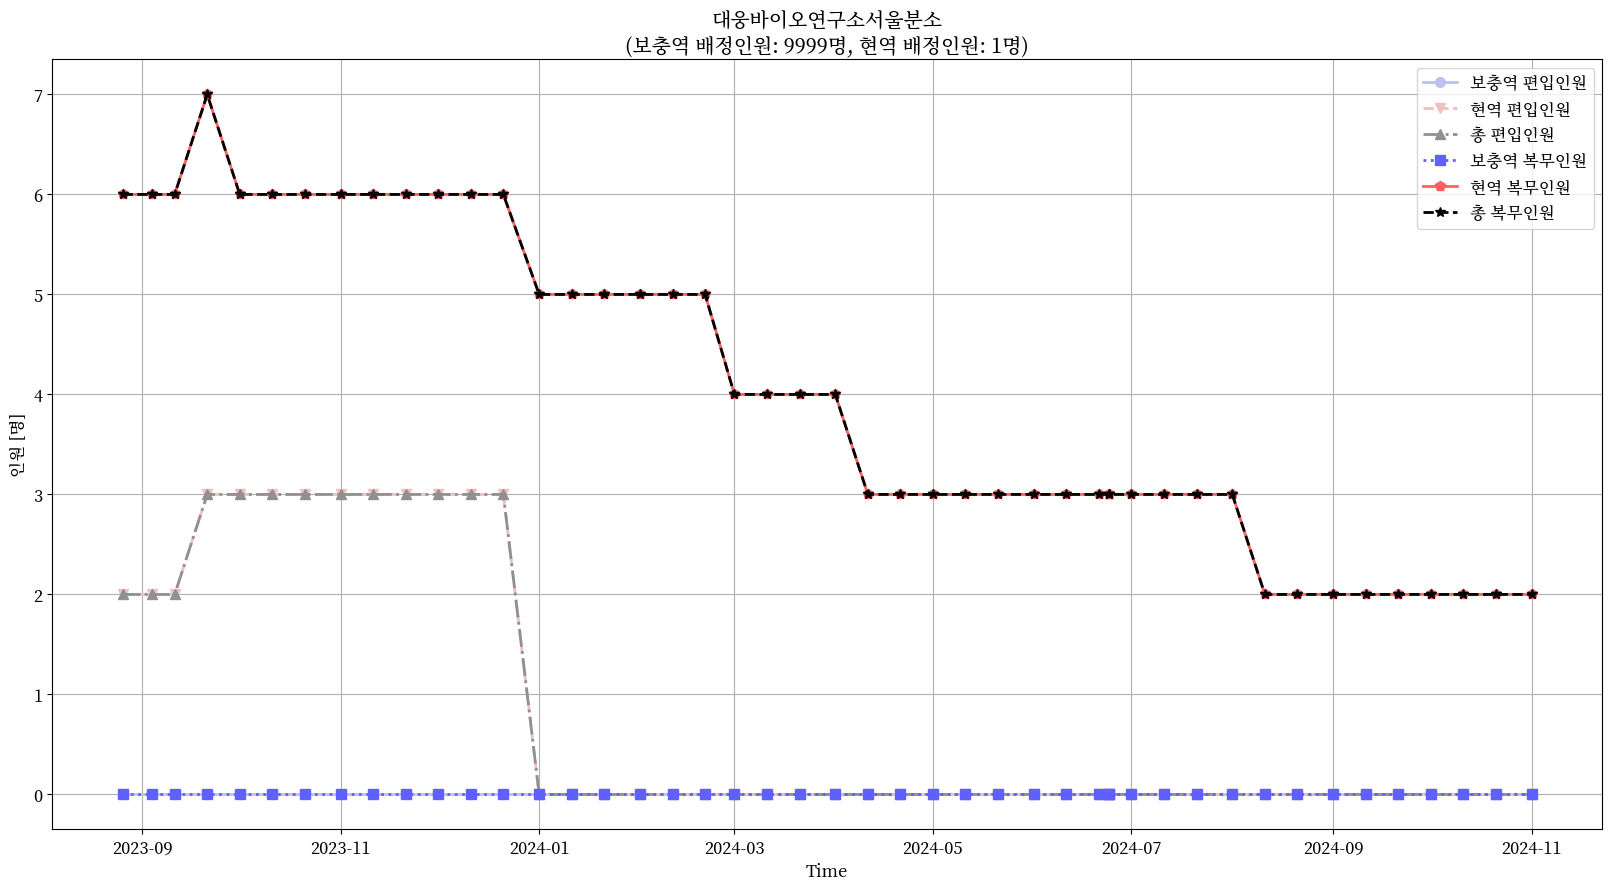 대웅바이오연구소서울분소
(보충역 배정인원: 9999명, 현역 배정인원: 1명)
보충역 편입인원
현역 편입인원
총 편입인원
보충역 복무인원
현역 복무인원
총 복무인원
인원 [명]
7
6
5
4
3
2
1
0
2023-09 2023-11 2024-01 2024-03 2024-05 2024-07 2024-09 2024-11
Time